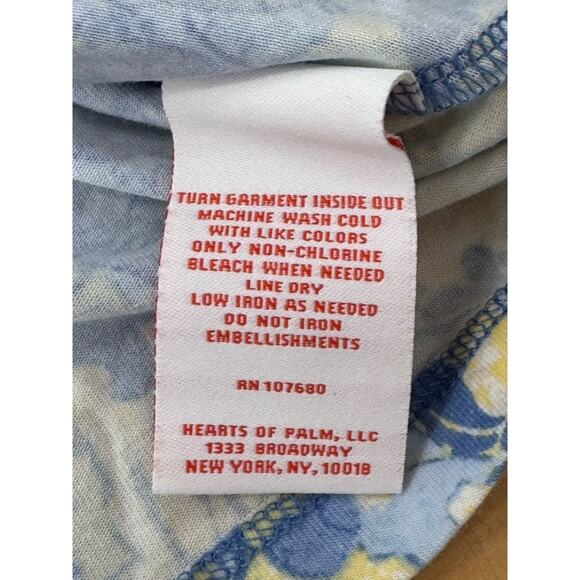 TURN GARMENT INSIDE OUT
MACHINE WASH COLD
WITH LIKE COLORS
ONLY NON-CHLORINE
BLEACH WHEN NEEDED
LINE DRY
LOW IRON AS NEEDED
DO NOT IRON
EMBELLISHMENTS
RN 107680
HEARTS OF PALM, LLC
1333 BROADWAY
NEW YORK, NY, 10018